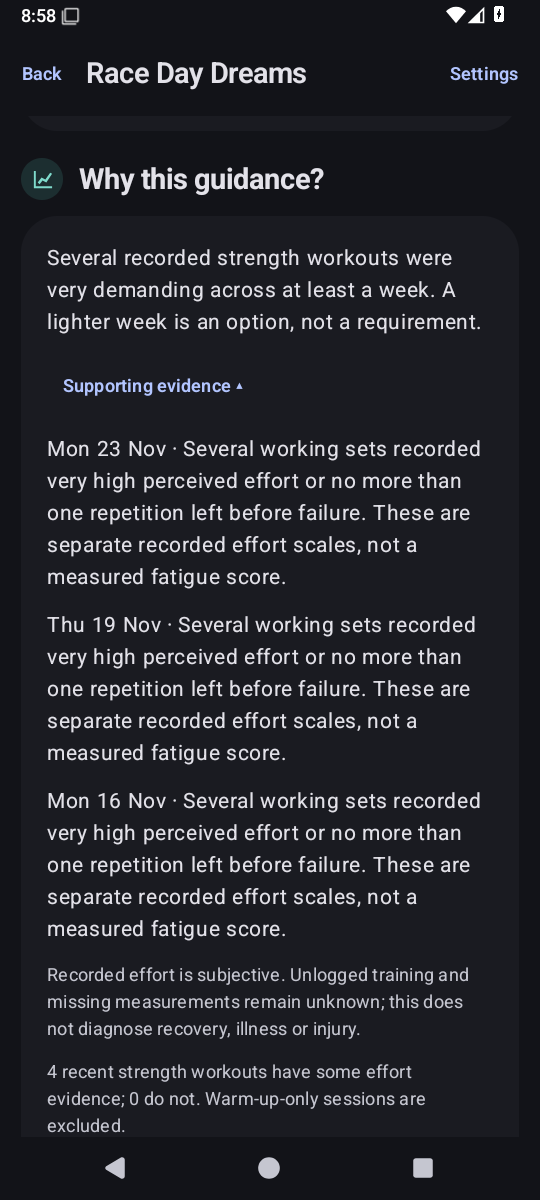 8:58
Back
Race Day Dreams
Settings
Why this guidance?
Several recorded strength workouts were
very demanding across at least a week. A
lighter week is an option, not a requirement.
Supporting evidence ▴
Mon 23 Nov · Several working sets recorded
very high perceived effort or no more than
one repetition left before failure. These are
separate recorded effort scales, not a
measured fatigue score.
Thu 19 Nov · Several working sets recorded
very high perceived effort or no more than
one repetition left before failure. These are
separate recorded effort scales, not a
measured fatigue score.
Mon 16 Nov · Several working sets recorded
very high perceived effort or no more than
one repetition left before failure. These are
separate recorded effort scales, not a
measured fatigue score.
Recorded effort is subjective. Unlogged training and
missing measurements remain unknown; this does
not diagnose recovery, illness or injury.
4 recent strength workouts have some effort
evidence; 0 do not. Warm-up-only sessions are
excluded.